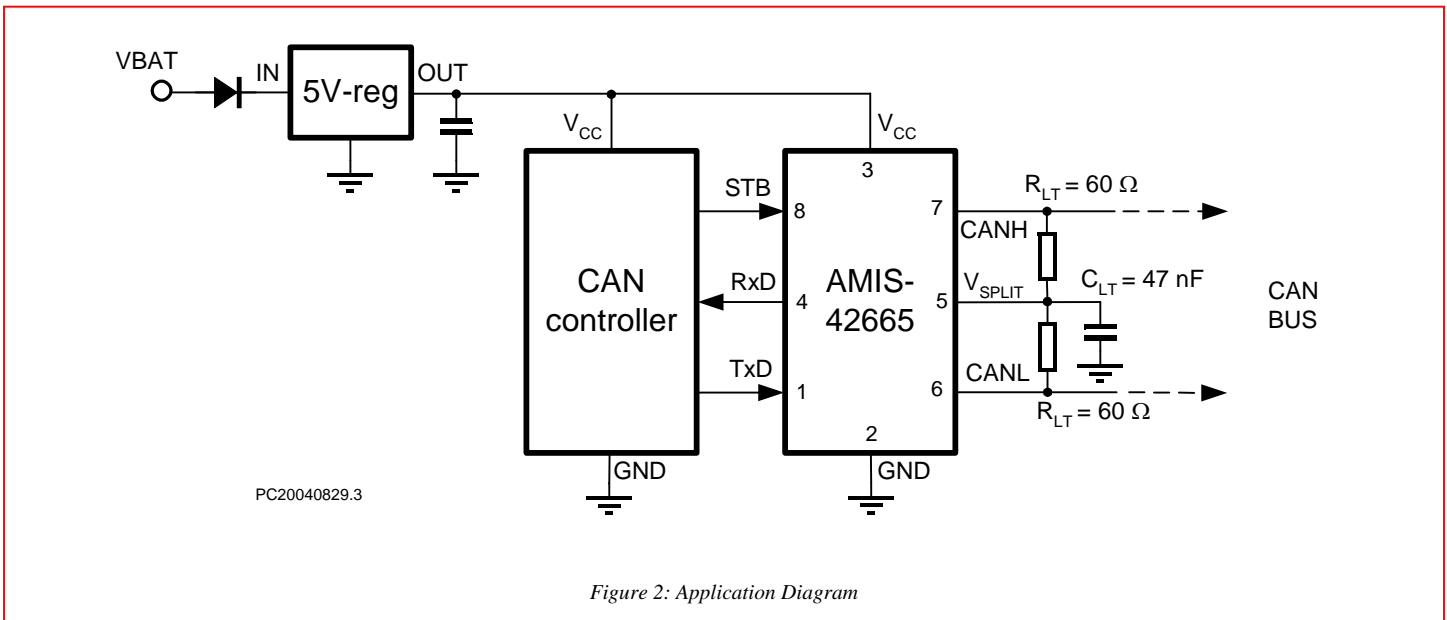 VBAT
IN
5V-reg
OUT
VCC
VCC
3
STB
8
7
RLT = 60 Ω
CANH
CAN
controller
RxD
4
AMIS-
42665
5
VSPLIT
CLT = 47 nF
CAN
BUS
TxD
1
6
CANL
RLT = 60 Ω
2
GND
GND
PC20040829.3
Figure 2: Application Diagram